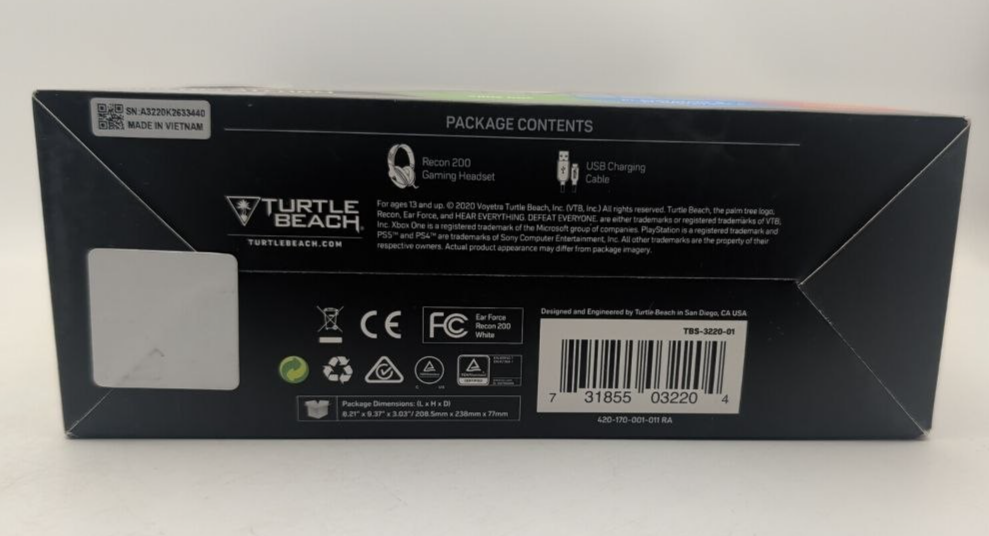 SN:A3220K2633440
MADE IN VIETNAM
PACKAGE CONTENTS
Recon 200
Gaming Headset
USB Charging
Cable
TURTLE
BEACH
TURTLEBEACH.COM
For ages 13 and up. © 2020 Voyetra Turtle Beach, Inc. (VTB, Inc.) All rights reserved. Turtle Beach, the palm tree logo,
Recon, Ear Force, and HEAR EVERYTHING. DEFEAT EVERYONE. are either trademarks or registered trademarks of VTB,
Inc. Xbox One is a registered trademark of the Microsoft group of companies. PlayStation is a registered trademark and
PS5™ and PS4™ are trademarks of Sony Computer Entertainment, Inc. All other trademarks are the property of their
respective owners. Actual product appearance may differ from package imagery.
CE
FC
Ear Force
Recon 200
White
Package Dimensions: (L x H x D)
8.21" x 9.37" x 3.03"/ 208.5mm x 238mm x 77mm
Designed and Engineered by Turtle Beach in San Diego, CA USA
TBS-3220-01
7 31855 03220 4
420-170-001-011 RA